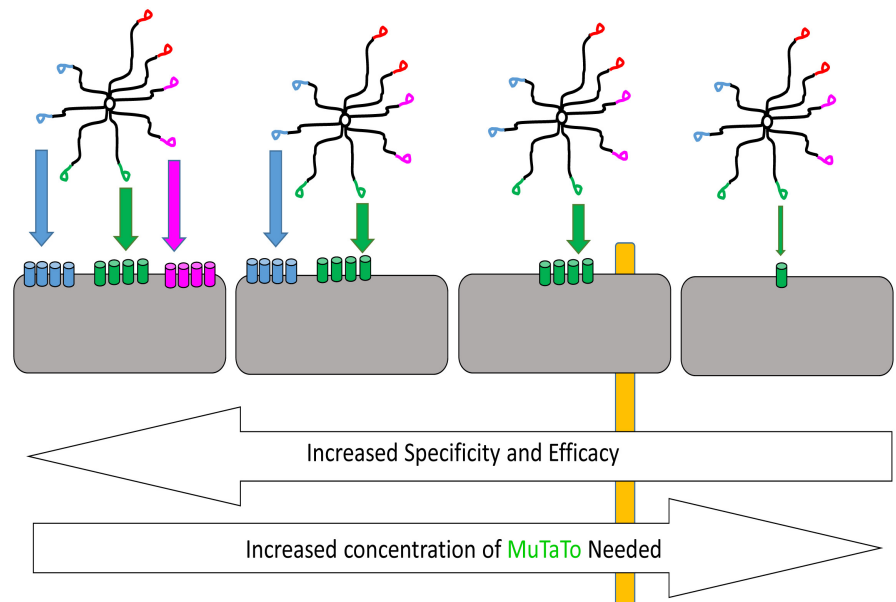 Increased Specificity and Efficacy
Increased concentration of MuTaTo Needed